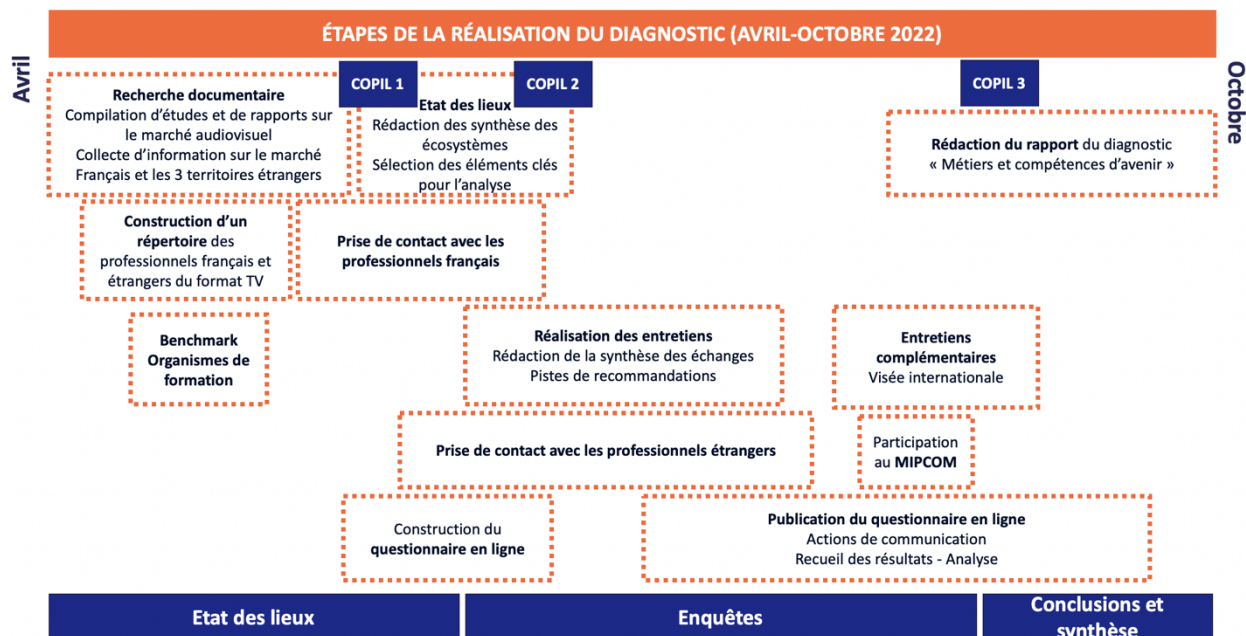 ÉTAPES DE LA RÉALISATION DU DIAGNOSTIC (AVRIL-OCTOBRE 2022)
Avril
Octobre
COPIL 1
COPIL 2
COPIL 3
Recherche documentaire
Compilation d'études et de rapports sur
le marché audiovisuel
Collecte d'information sur le marché
Français et les 3 territoires étrangers
Etat des lieux
Rédaction des synthèse des
écosystèmes
Sélection des éléments clés
pour l'analyse
Rédaction du rapport du diagnostic
« Métiers et compétences d'avenir »
Construction d'un
répertoire des
professionnels français et
étrangers du format TV
Prise de contact avec les
professionnels français
Benchmark
Organismes de
formation
Réalisation des entretiens
Rédaction de la synthèse des échanges
Pistes de recommandations
Entretiens
complémentaires
Visée internationale
Prise de contact avec les professionnels étrangers
Participation
au MIPCOM
Construction du
questionnaire en ligne
Publication du questionnaire en ligne
Actions de communication
Recueil des résultats - Analyse
Etat des lieux
Enquêtes
Conclusions et
synthèse